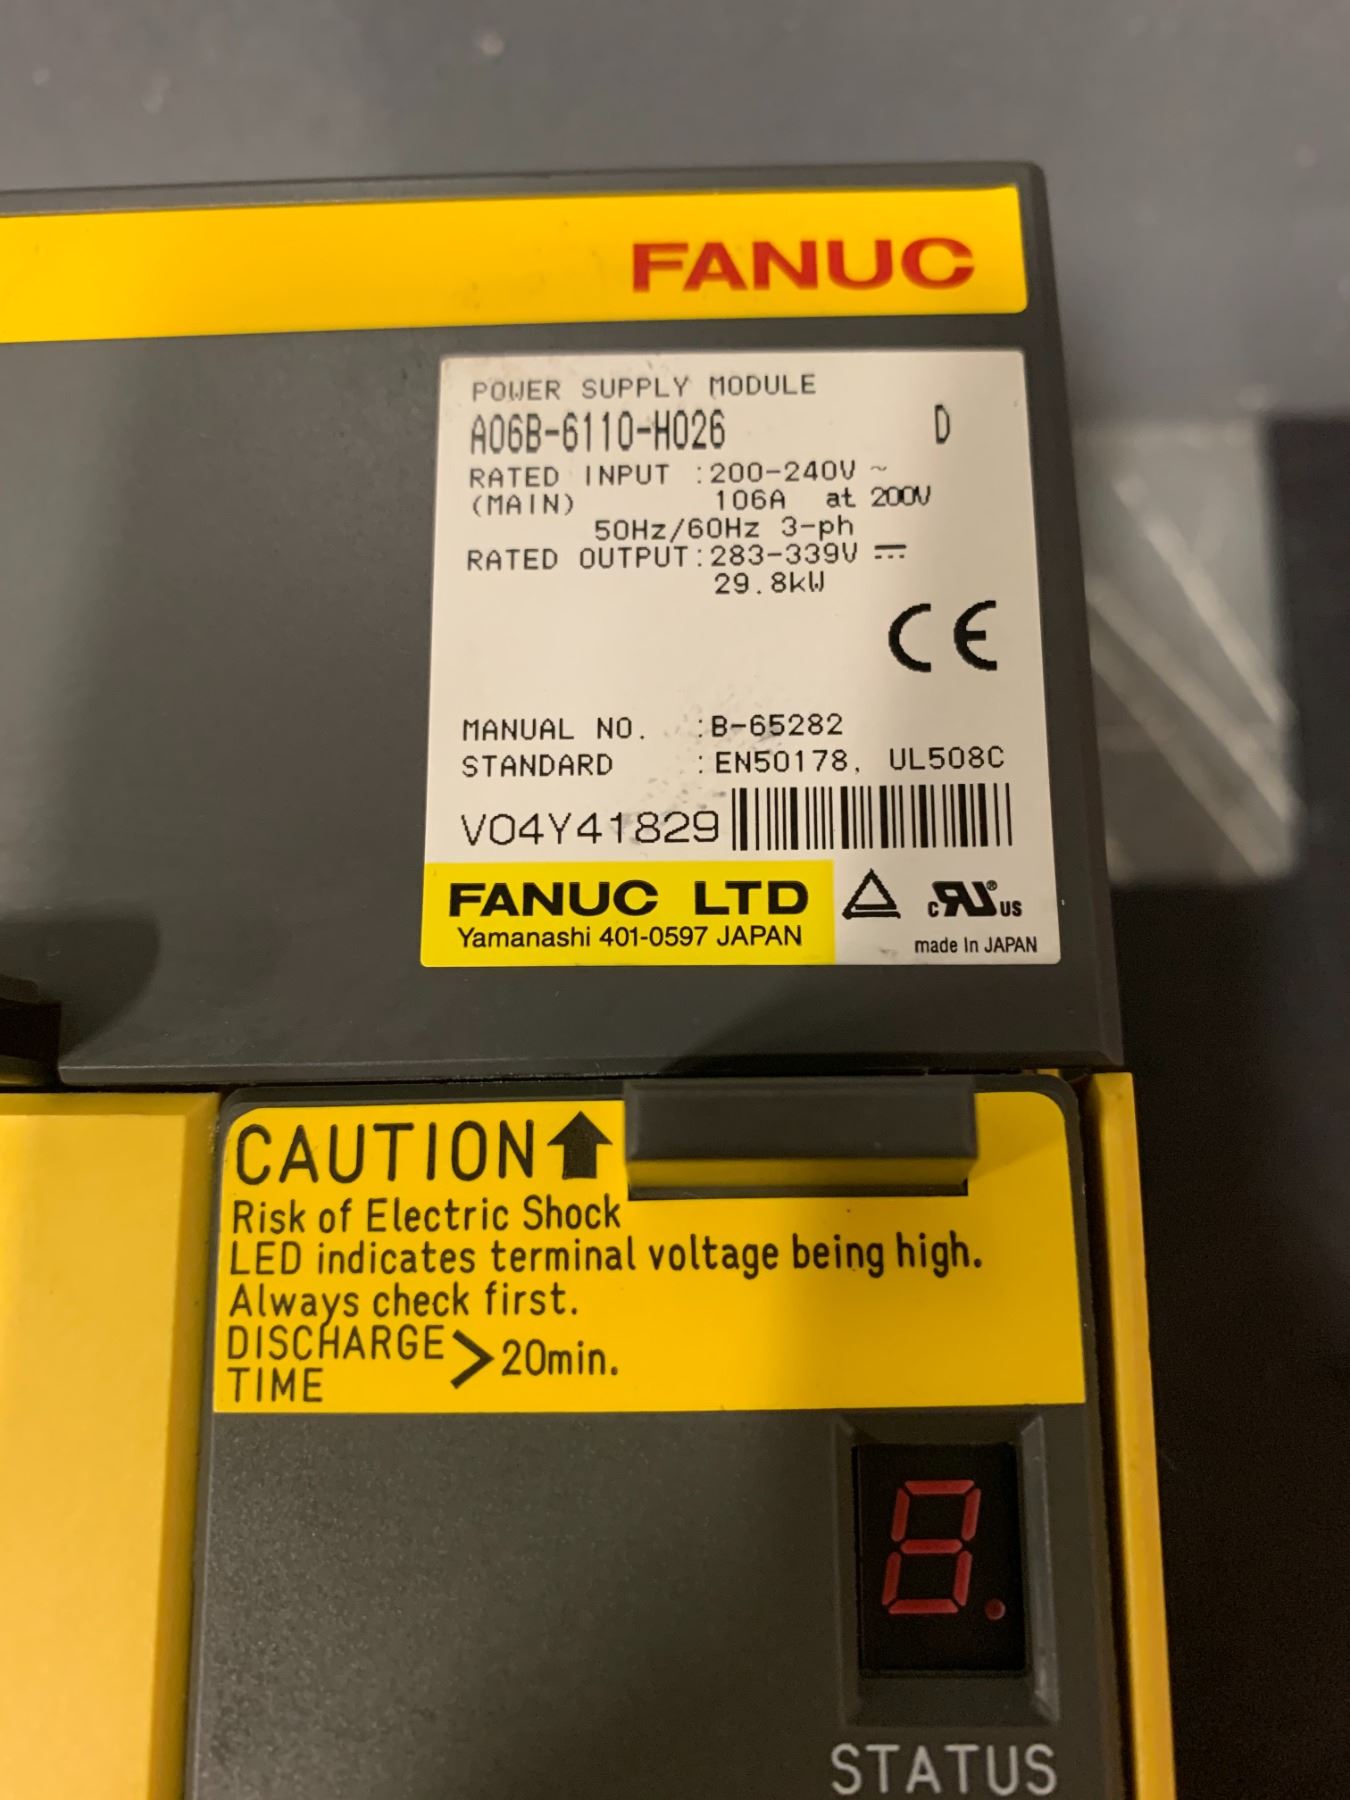 FANUC
POWER SUPPLY MODULE
A06B-6110-H026 D
RATED INPUT :200-240V ~
(MAIN) 106A at 200V
50Hz/60Hz 3-ph
RATED OUTPUT:283-339V ⎓
29.8kW
CE
MANUAL NO. :B-65282
STANDARD :EN50178, UL508C
V04Y41829
FANUC LTD
Yamanashi 401-0597 JAPAN
c RU ® US
made In JAPAN
CAUTION ↑
Risk of Electric Shock
LED indicates terminal voltage being high.
Always check first.
DISCHARGE TIME > 20min.
8.
STATUS